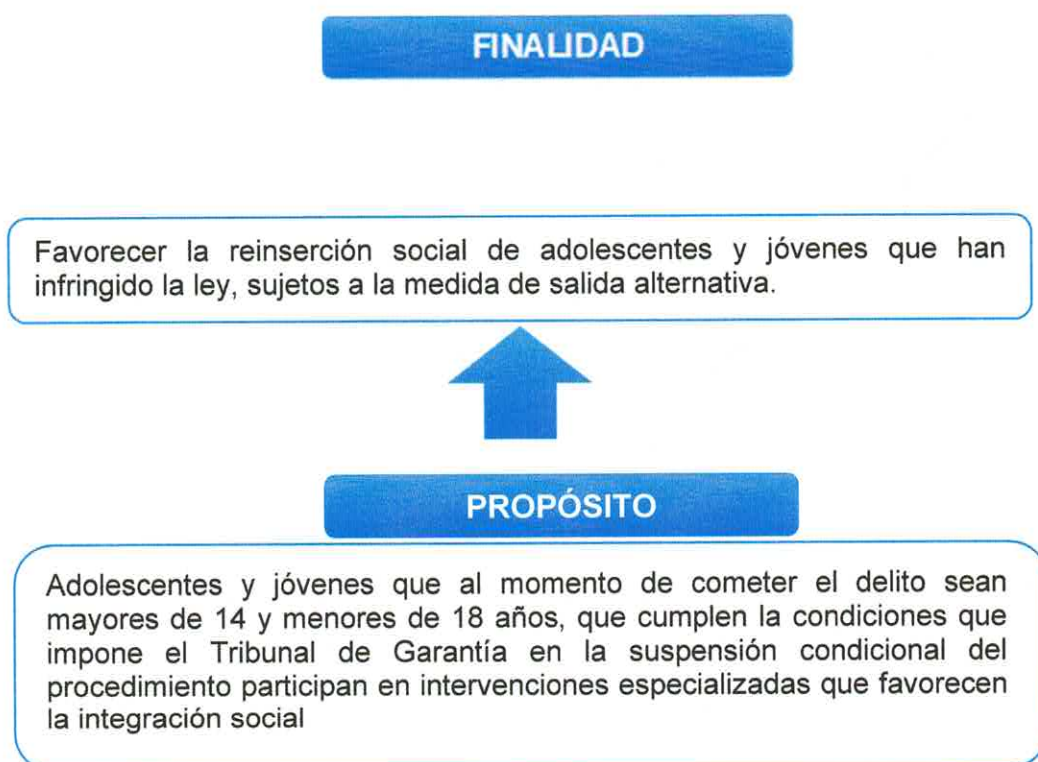 FINALIDAD
Favorecer la reinserción social de adolescentes y jóvenes que han
infringido la ley, sujetos a la medida de salida alternativa.
PROPÓSITO
Adolescentes y jóvenes que al momento de cometer el delito sean
mayores de 14 y menores de 18 años, que cumplen la condiciones que
impone el Tribunal de Garantía en la suspensión condicional del
procedimiento participan en intervenciones especializadas que favorecen
la integración social